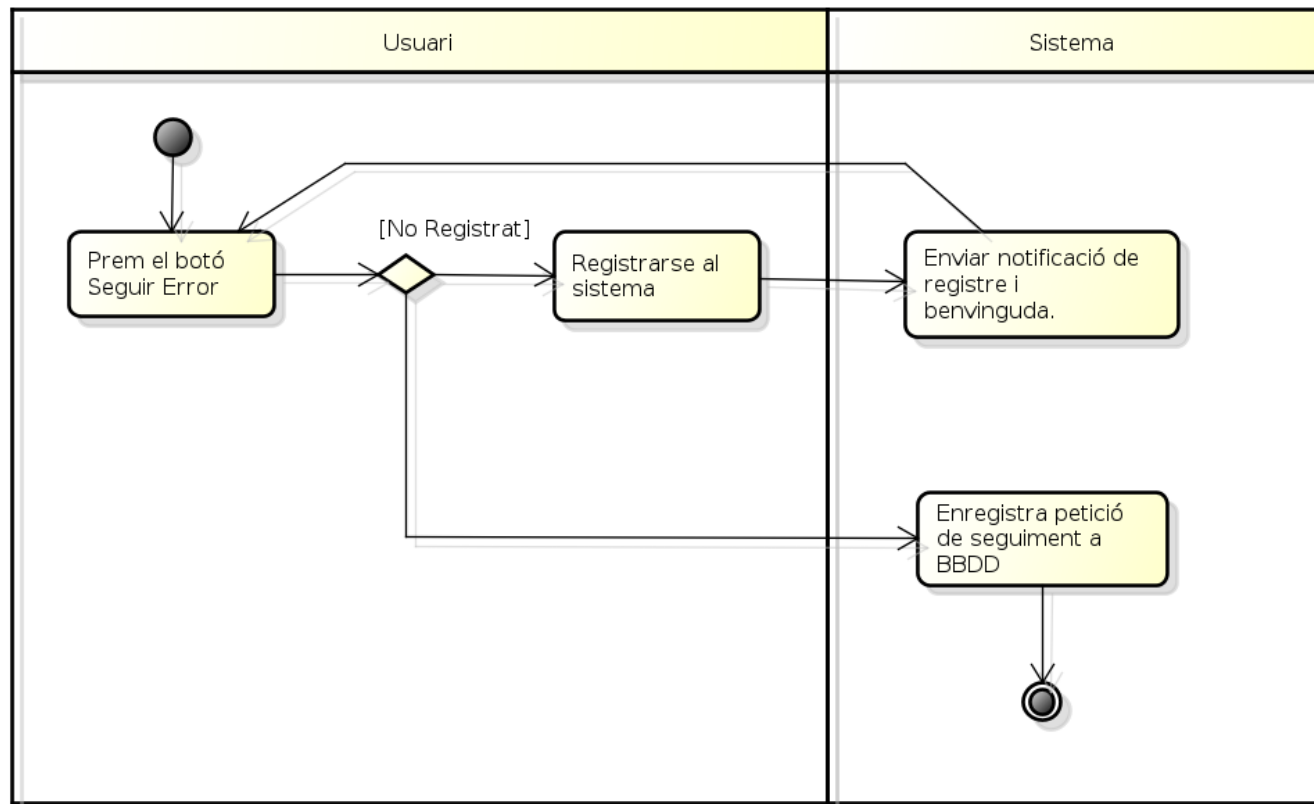 Usuari
Sistema
[No Registrat]
Prem el botó
Seguir Error
Registrarse al
sistema
Enviar notificació de
registre i
benvinguda.
Enregistra petició
de seguiment a
BBDD